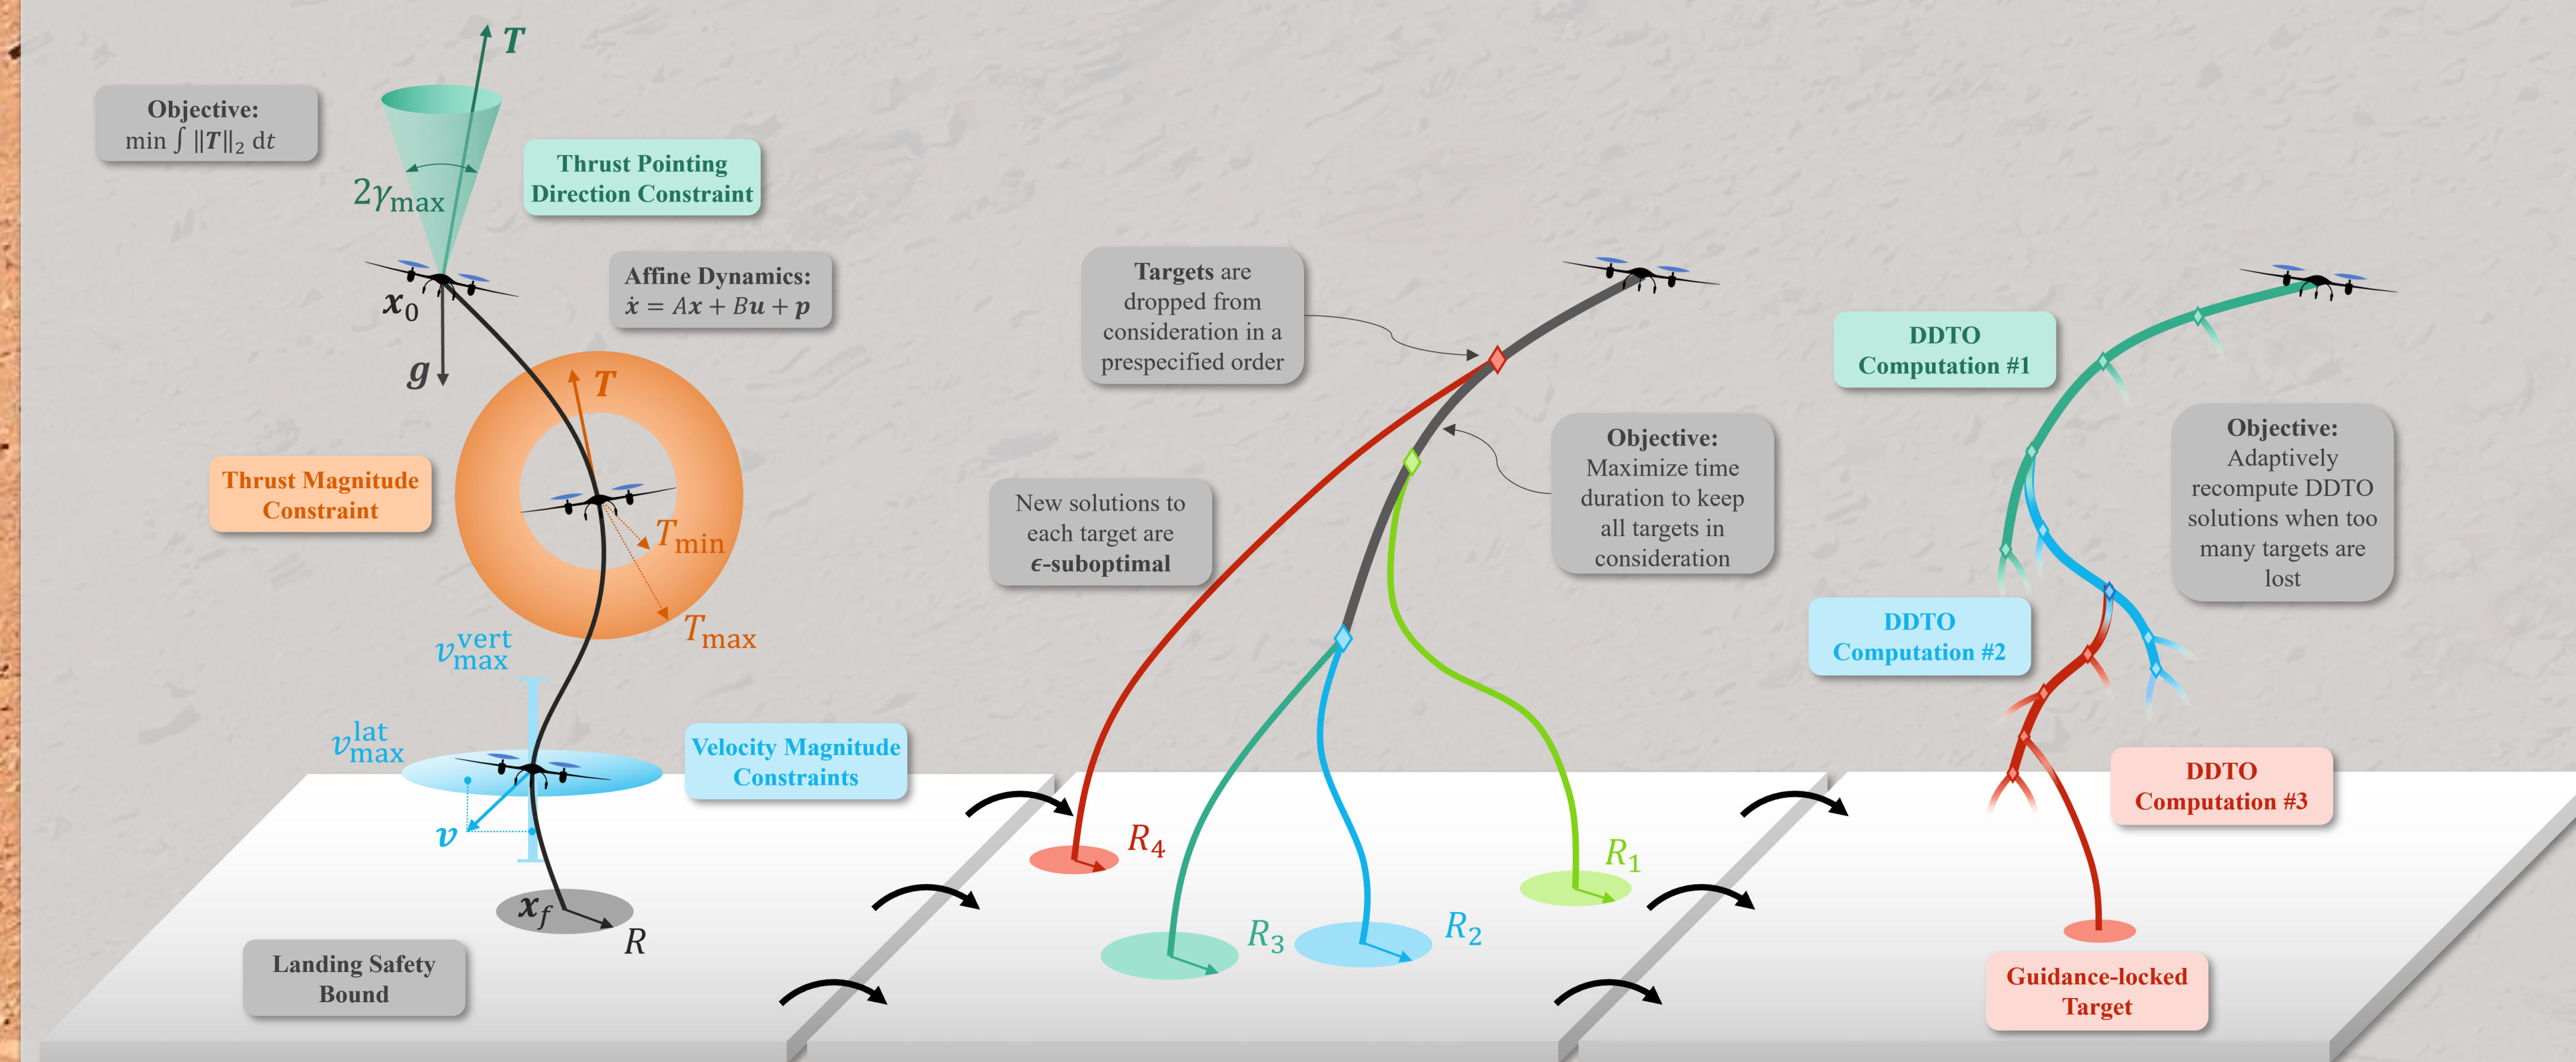 T
Objective:
min ∫ ‖T‖₂ dt
2γmax
Thrust Pointing
Direction Constraint
x₀
g
Affine Dynamics:
ẋ = Ax + Bu + p
T
Thrust Magnitude
Constraint
Tmin
Tmax
v vert max
v lat max
Velocity Magnitude
Constraints
v
x_f
R
Landing Safety
Bound
Targets are
dropped from
consideration in a
prespecified order
New solutions to
each target are
ϵ-suboptimal
Objective:
Maximize time
duration to keep
all targets in
consideration
R₄
R₃
R₂
R₁
DDTO
Computation #1
Objective:
Adaptively
recompute DDTO
solutions when too
many targets are
lost
DDTO
Computation #2
DDTO
Computation #3
Guidance-locked
Target